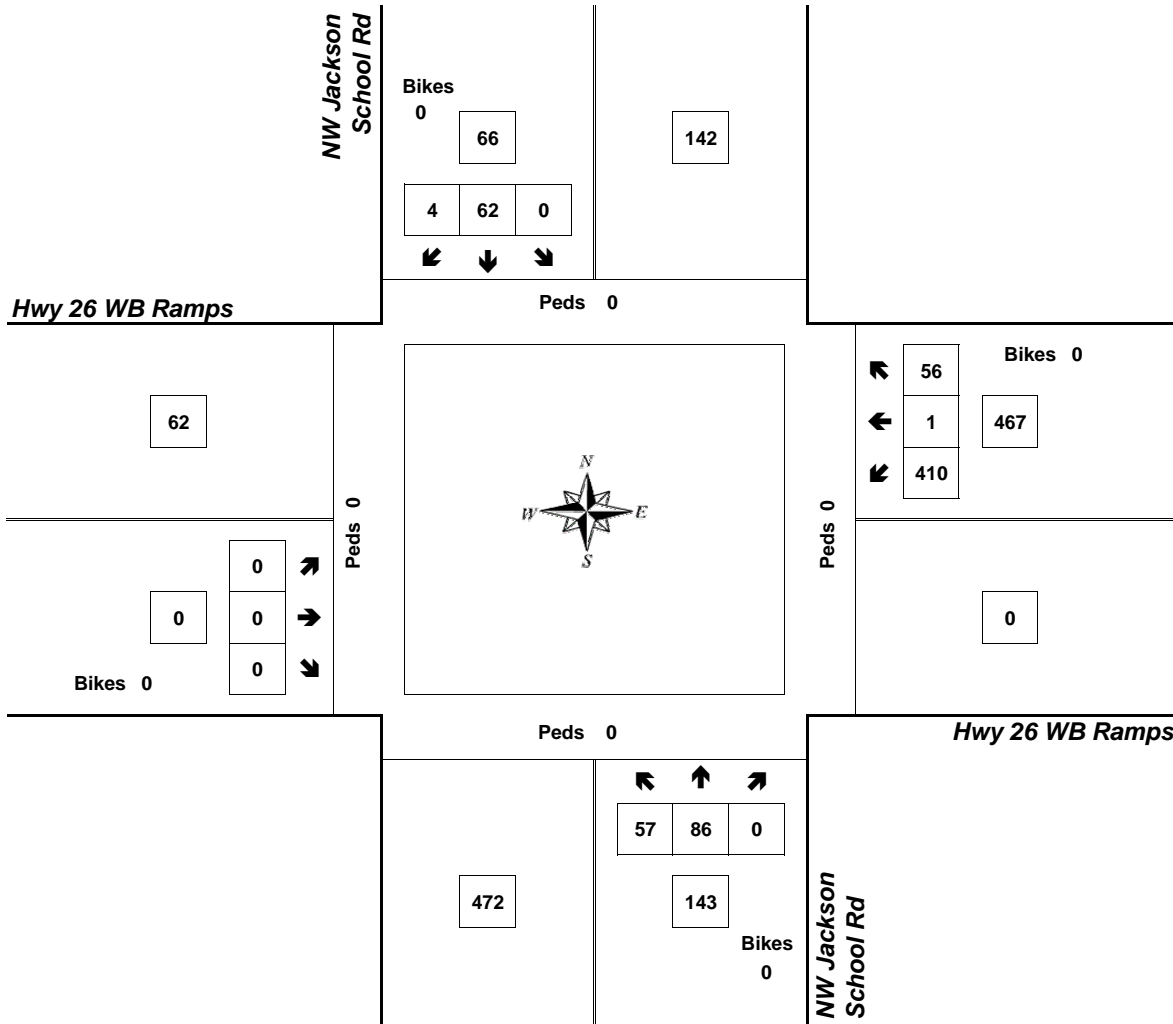 NW Jackson
School Rd
Bikes
0
66
142
4 62 0
Hwy 26 WB Ramps
Peds 0
56
Bikes 0
62
1
467
410
N
W E
S
Peds 0
Peds 0
0
0
0
0
0
0
Bikes 0
Peds 0
Hwy 26 WB Ramps
57 86 0
472
143
Bikes
0
NW Jackson
School Rd